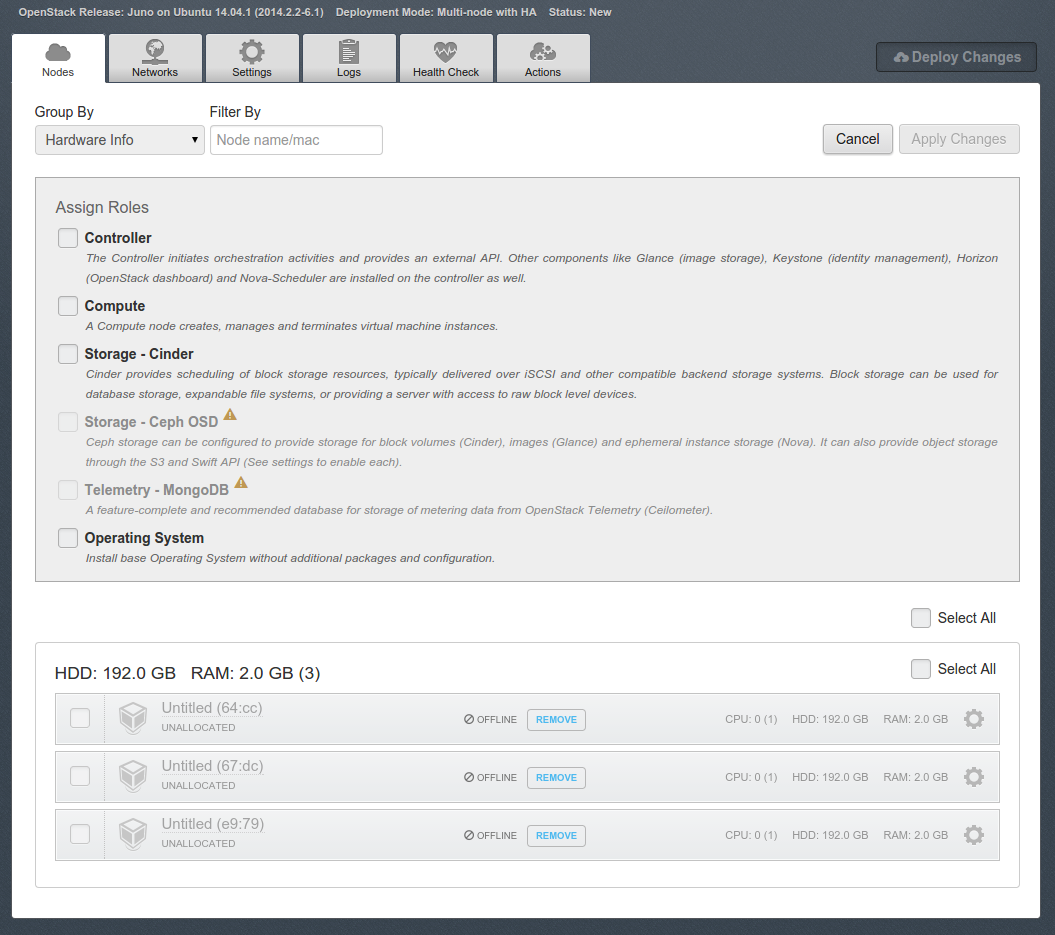 OpenStack Release: Juno on Ubuntu 14.04.1 (2014.2.2-6.1) Deployment Mode: Multi-node with HA Status: New
Nodes Networks Settings Logs Health Check Actions Deploy Changes
Group By Filter By
Hardware Info Node name/mac Cancel Apply Changes
Assign Roles
Controller
The Controller initiates orchestration activities and provides an external API. Other components like Glance (image storage), Keystone (identity management), Horizon
(OpenStack dashboard) and Nova-Scheduler are installed on the controller as well.
Compute
A Compute node creates, manages and terminates virtual machine instances.
Storage - Cinder
Cinder provides scheduling of block storage resources, typically delivered over iSCSI and other compatible backend storage systems. Block storage can be used for
database storage, expandable file systems, or providing a server with access to raw block level devices.
Storage - Ceph OSD
Ceph storage can be configured to provide storage for block volumes (Cinder), images (Glance) and ephemeral instance storage (Nova). It can also provide object storage
through the S3 and Swift API (See settings to enable each).
Telemetry - MongoDB
A feature-complete and recommended database for storage of metering data from OpenStack Telemetry (Ceilometer).
Operating System
Install base Operating System without additional packages and configuration.
Select All
HDD: 192.0 GB RAM: 2.0 GB (3) Select All
Untitled (64:cc)
UNALLOCATED OFFLINE REMOVE CPU: 0 (1) HDD: 192.0 GB RAM: 2.0 GB
Untitled (67:dc)
UNALLOCATED OFFLINE REMOVE CPU: 0 (1) HDD: 192.0 GB RAM: 2.0 GB
Untitled (e9:79)
UNALLOCATED OFFLINE REMOVE CPU: 0 (1) HDD: 192.0 GB RAM: 2.0 GB